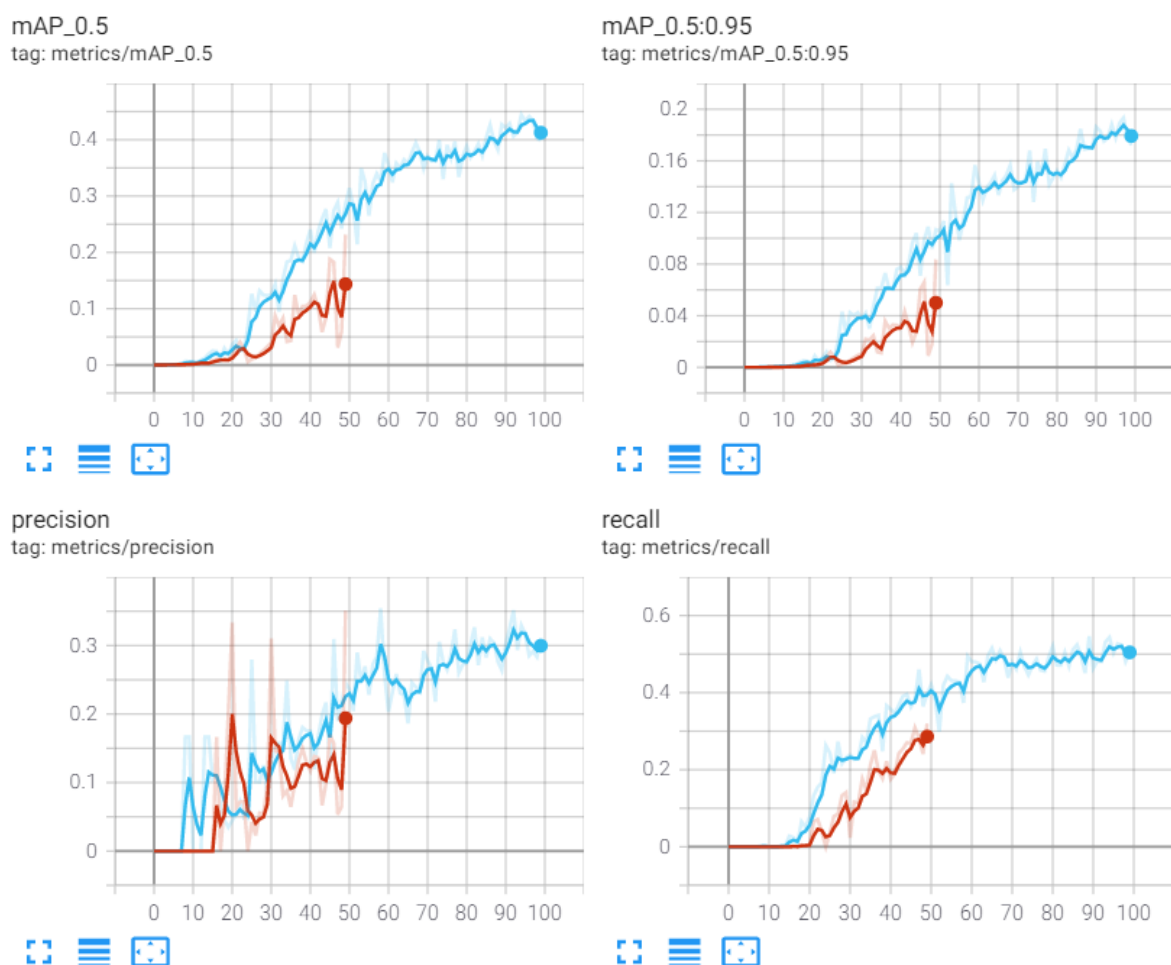 mAP_0.5
tag: metrics/mAP_0.5
0.4
0.3
0.2
0.1
0
0 10 20 30 40 50 60 70 80 90 100
mAP_0.5:0.95
tag: metrics/mAP_0.5:0.95
0.2
0.16
0.12
0.08
0.04
0
0 10 20 30 40 50 60 70 80 90 100
precision
tag: metrics/precision
0.3
0.2
0.1
0
0 10 20 30 40 50 60 70 80 90 100
recall
tag: metrics/recall
0.6
0.4
0.2
0
0 10 20 30 40 50 60 70 80 90 100